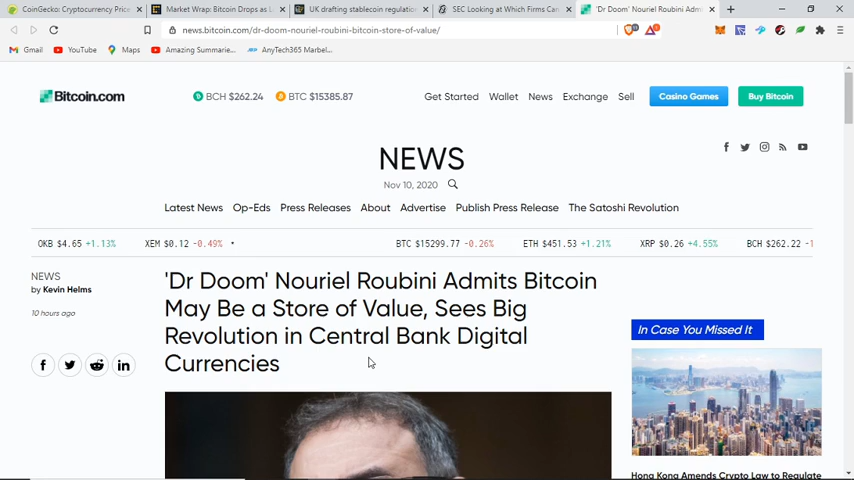 CoinGecko: Cryptocurrency Price
Market Wrap: Bitcoin Drops as L
UK drafting stablecoin regulation
SEC Looking at Which Firms Can
'Dr Doom' Nouriel Roubini Adm
news.bitcoin.com/dr-doom-nouriel-roubini-bitcoin-store-of-value/
Gmail YouTube Maps Amazing Summarie... AnyTech365 Marbel...
Bitcoin.com
BCH $262.24 BTC $15385.87
Get Started Wallet News Exchange Sell Casino Games Buy Bitcoin
NEWS
Nov 10, 2020
Latest News Op-Eds Press Releases About Advertise Publish Press Release The Satoshi Revolution
OKB $4.65 +1.13% XEM $0.12 -0.49% BTC $15299.77 -0.26% ETH $451.53 +1.21% XRP $0.26 +4.55% BCH $262.22 -1
NEWS
by Kevin Helms
10 hours ago
'Dr Doom' Nouriel Roubini Admits Bitcoin
May Be a Store of Value, Sees Big
Revolution in Central Bank Digital
Currencies
In Case You Missed It
Hong Kong Amends Crypto Law to Regulate